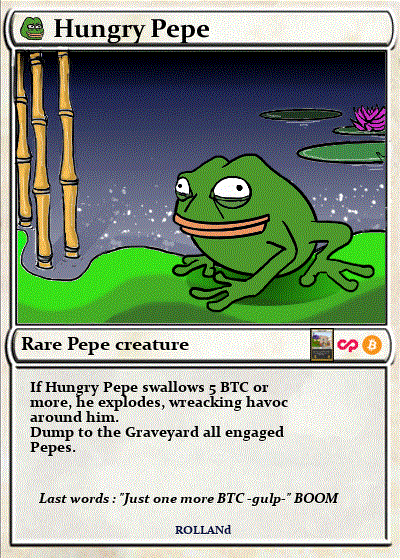 Hungry Pepe
Rare Pepe creature
If Hungry Pepe swallows 5 BTC or
more, he explodes, wreacking havoc
around him.
Dump to the Graveyard all engaged
Pepes.
Last words : "Just one more BTC -gulp-" BOOM
ROLLANd